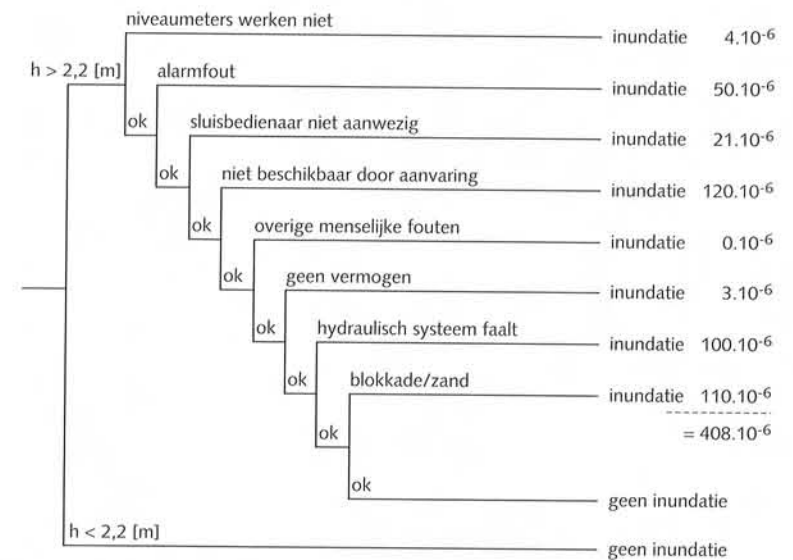 niveaumeters werken niet
inundatie 4.10⁻⁶
h > 2,2 [m]
alarmfout
inundatie 50.10⁻⁶
ok
sluisbedienaar niet aanwezig
inundatie 21.10⁻⁶
ok
niet beschikbaar door aanvaring
inundatie 120.10⁻⁶
ok
overige menselijke fouten
inundatie 0.10⁻⁶
ok
geen vermogen
inundatie 3.10⁻⁶
ok
hydraulisch systeem faalt
inundatie 100.10⁻⁶
ok
blokkade/zand
inundatie 110.10⁻⁶
ok
= 408.10⁻⁶
ok
geen inundatie
h < 2,2 [m]
geen inundatie